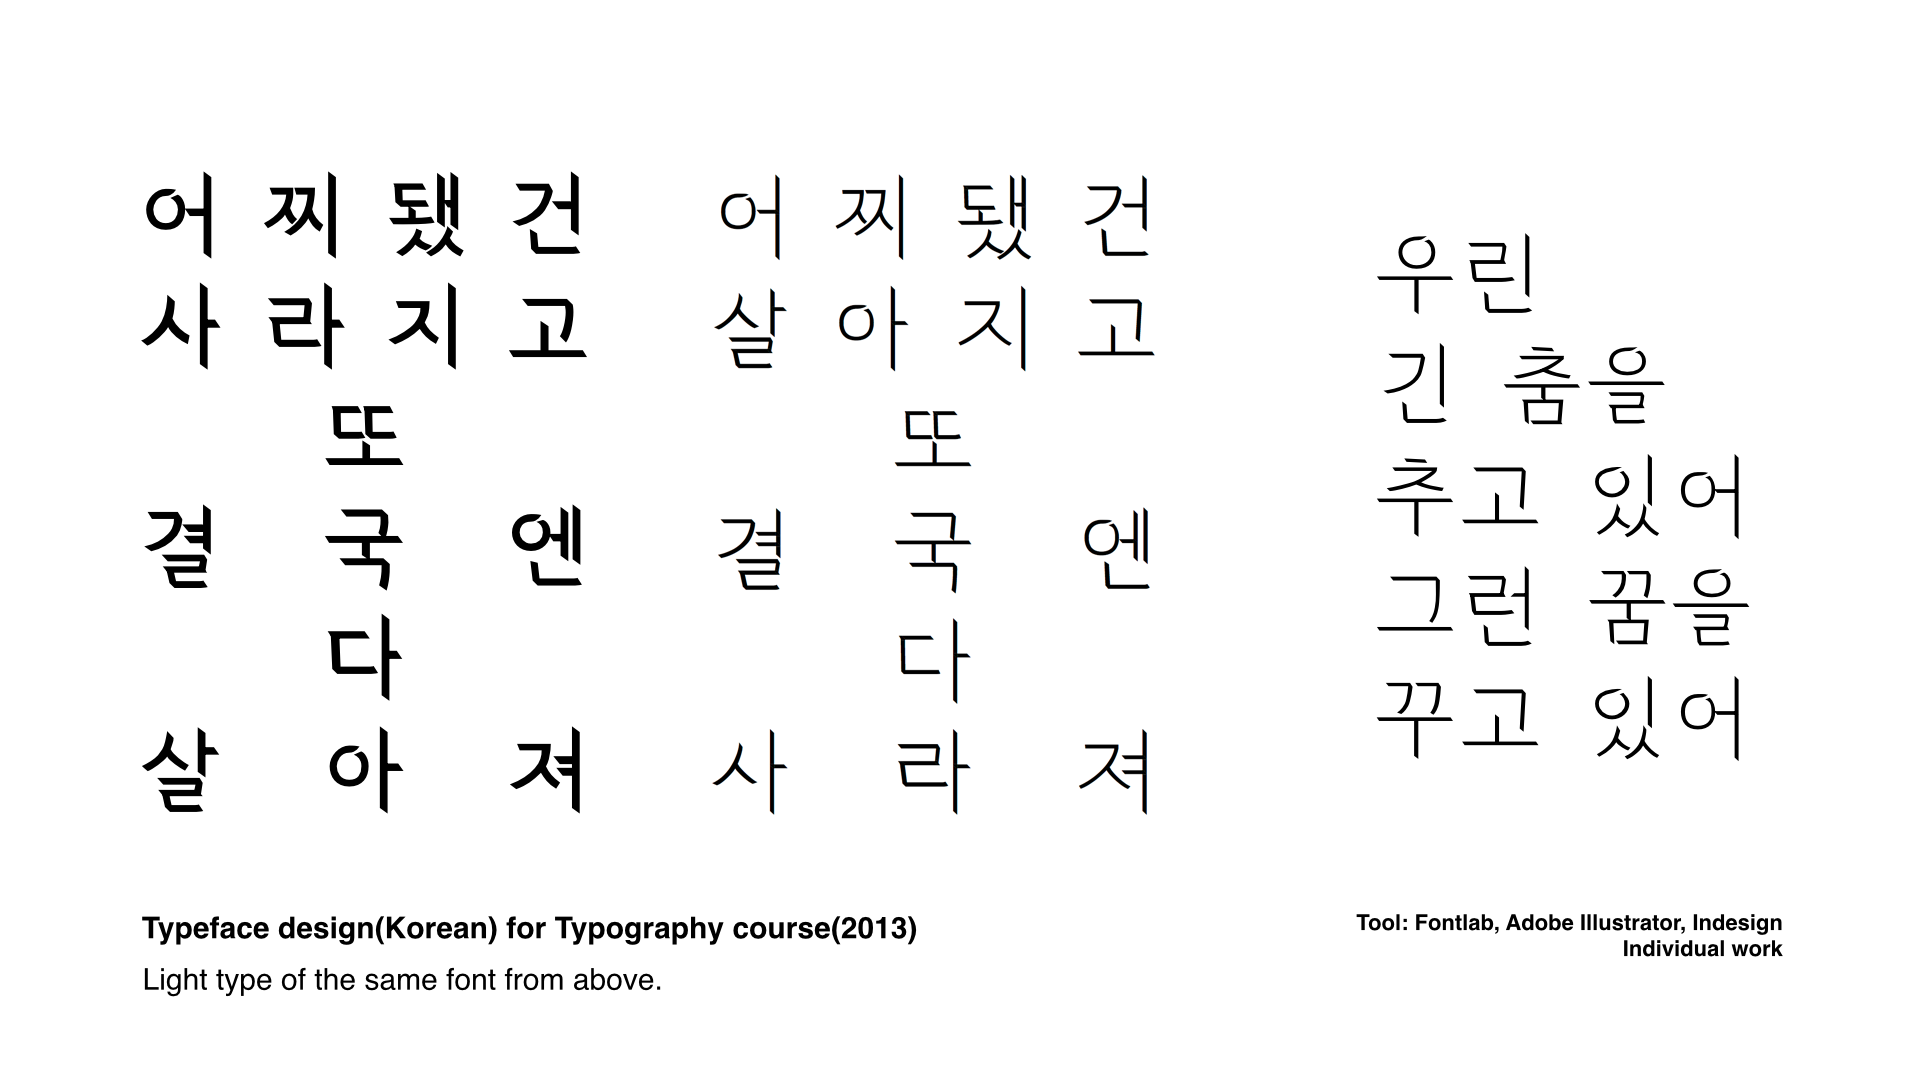 어찌됐건
사라지고
또
결국엔
다
살아져
어찌됐건
살아지고
또
결국엔
다
사라져
우린
긴 춤을
추고 있어
그런 꿈을
꾸고 있어
Typeface design(Korean) for Typography course(2013)
Light type of the same font from above.
Tool: Fontlab, Adobe Illustrator, Indesign
Individual work